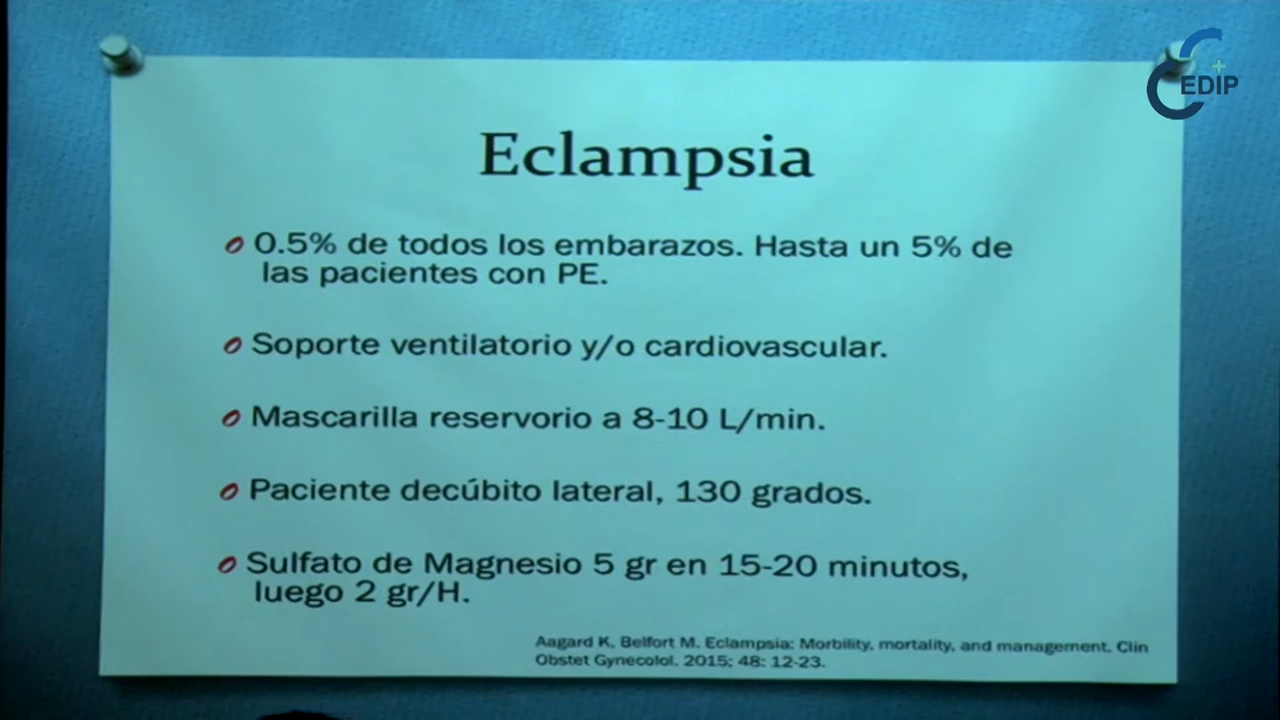 EDIP
Eclampsia
0.5% de todos los embarazos. Hasta un 5% de
las pacientes con PE.
Soporte ventilatorio y/o cardiovascular.
Mascarilla reservorio a 8-10 L/min.
Paciente decúbito lateral, 130 grados.
Sulfato de Magnesio 5 gr en 15-20 minutos,
luego 2 gr/H.
Aagard K, Belfort M. Eclampsia: Morbility, mortality, and management. Clin
Obstet Gynecolol. 2015; 48: 12-23.